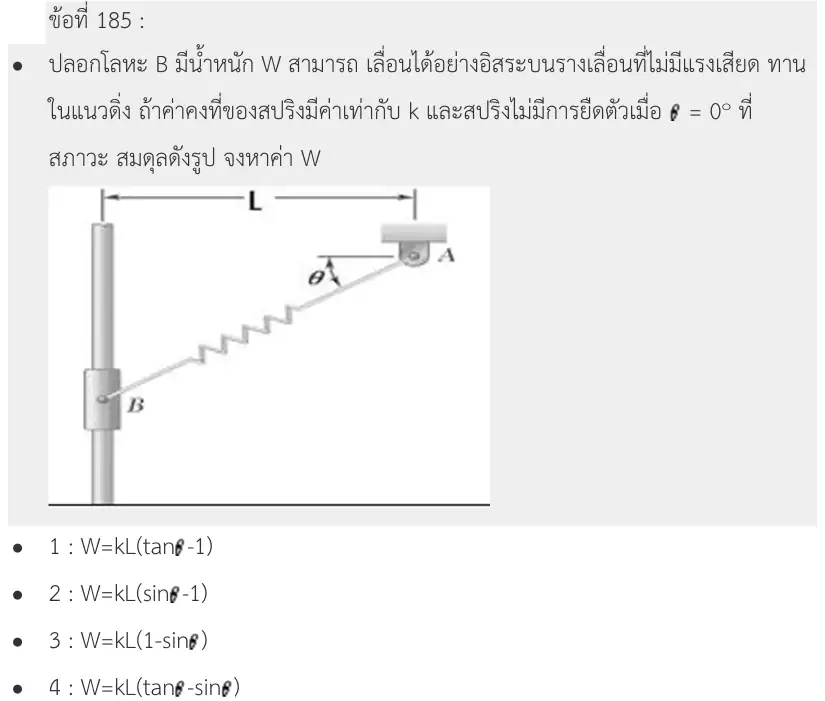 ข้อที่ 185 :
• ปลอกโลหะ B มีน้ำหนัก W สามารถ เลื่อนได้อย่างอิสระบนรางเลื่อนที่ไม่มีแรงเสียด ทาน
ในแนวดิ่ง ถ้าค่าคงที่ของสปริงมีค่าเท่ากับ k และสปริงไม่มีการยืดตัวเมื่อ θ = 0° ที่
สภาวะ สมดุลดังรูป จงหาค่า W
L
A
θ
B
• 1 : W=kL(tanθ-1)
• 2 : W=kL(sinθ-1)
• 3 : W=kL(1-sinθ)
• 4 : W=kL(tanθ-sinθ)